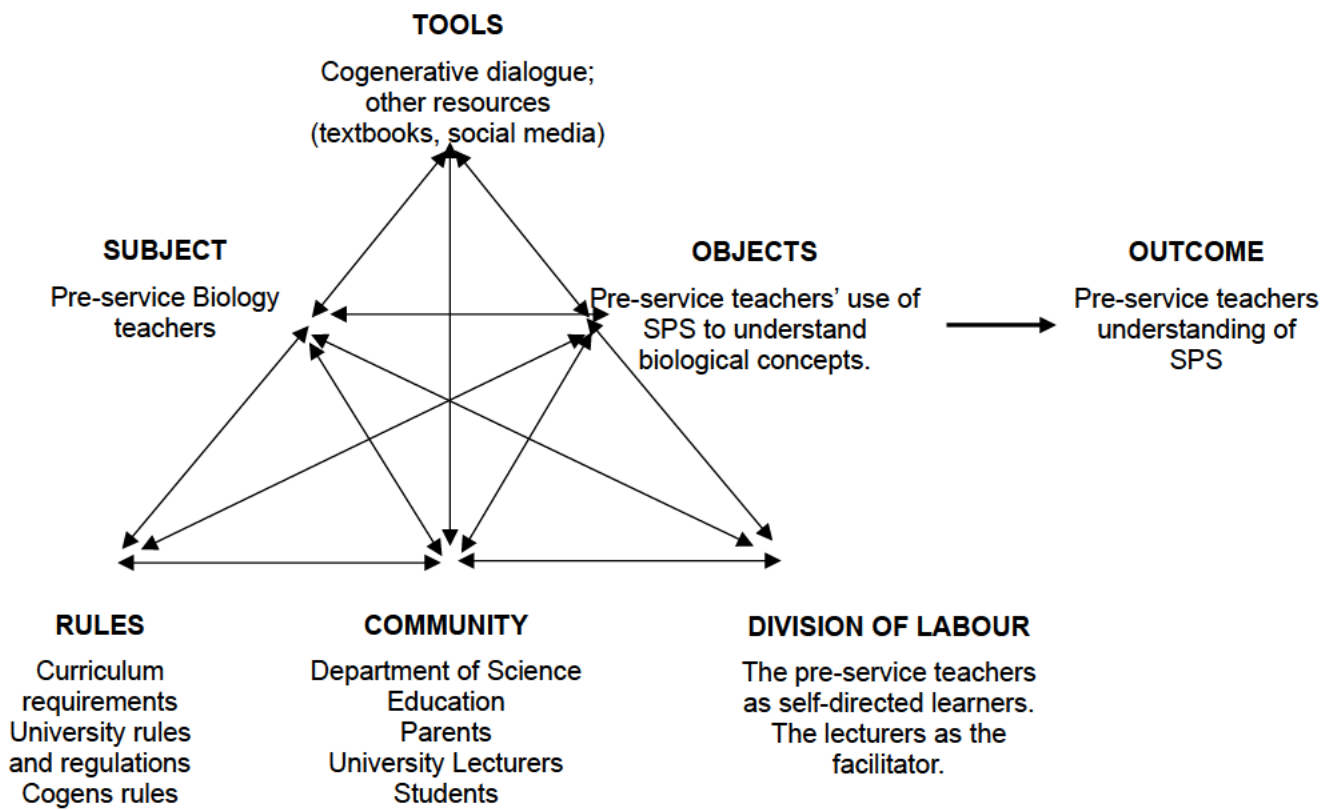 TOOLS
Cogenerative dialogue;
other resources
(textbooks, social media)
SUBJECT
Pre-service Biology
teachers
OBJECTS
Pre-service teachers’ use of
SPS to understand
biological concepts.
OUTCOME
Pre-service teachers
understanding of
SPS
RULES
Curriculum
requirements
University rules
and regulations
Cogens rules
COMMUNITY
Department of Science
Education
Parents
University Lecturers
Students
DIVISION OF LABOUR
The pre-service teachers
as self-directed learners.
The lecturers as the
facilitator.